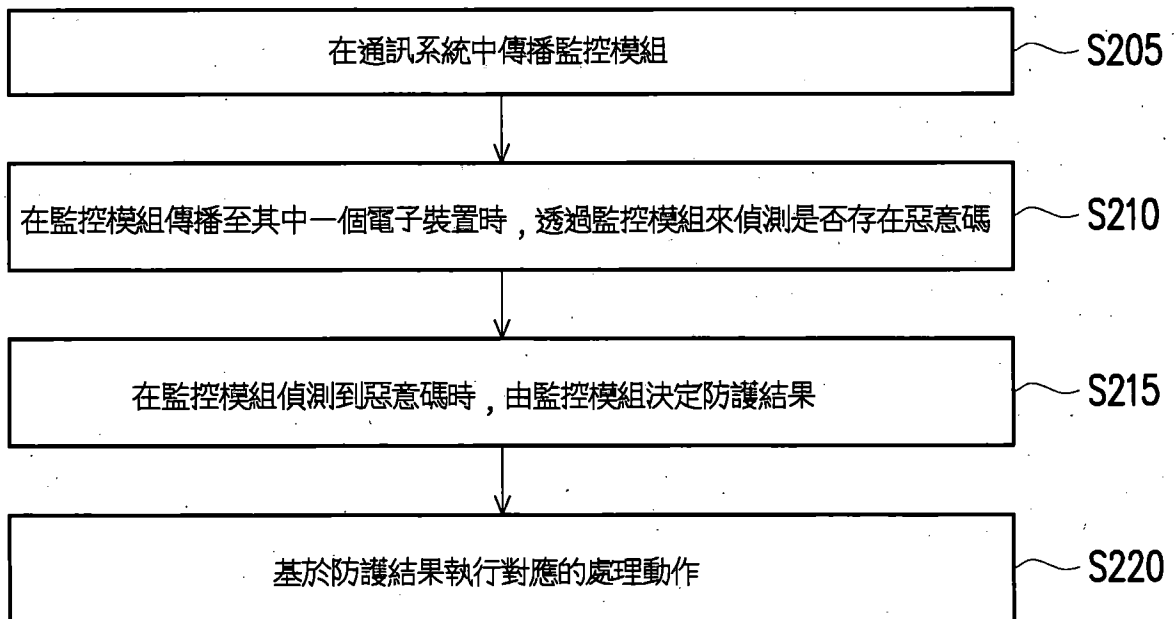 在通訊系統中傳播監控模組
S205
在監控模組傳播至其中一個電子裝置時，透過監控模組來偵測是否存在惡意碼
S210
在監控模組偵測到惡意碼時，由監控模組決定防護結果
S215
基於防護結果執行對應的處理動作
S220